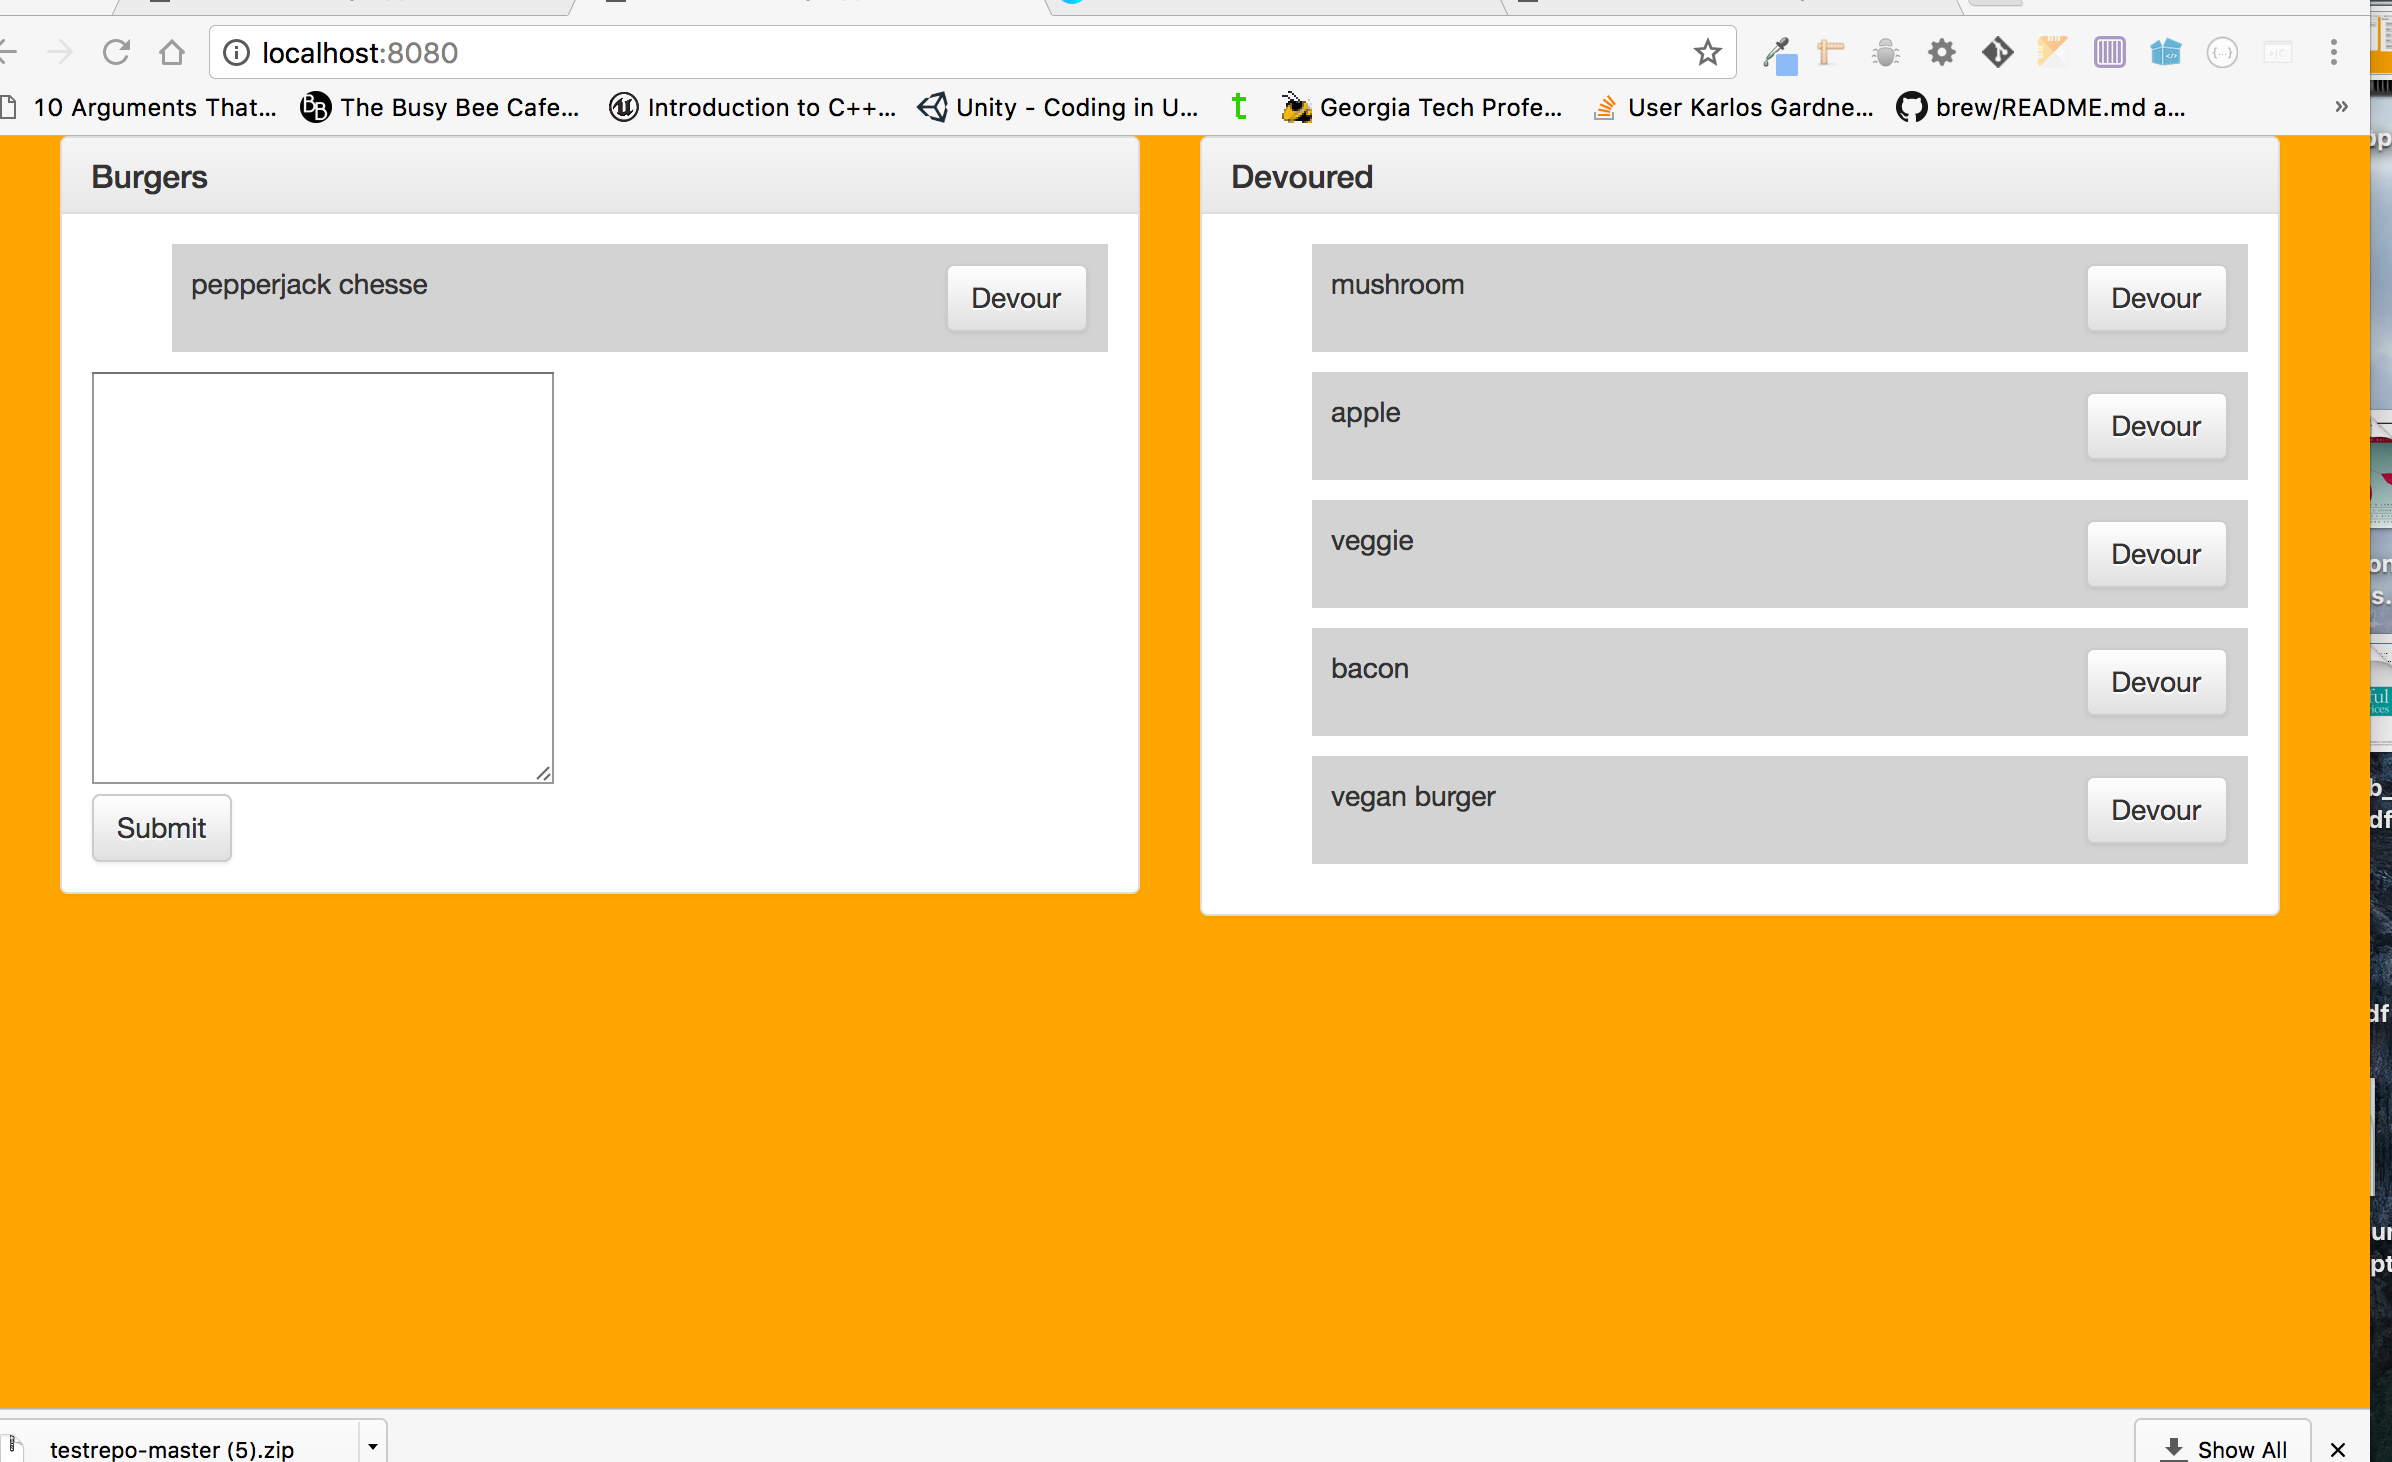 localhost:8080
10 Arguments That...
BB The Busy Bee Cafe...
Introduction to C++...
Unity - Coding in U...
t
Georgia Tech Profe...
User Karlos Gardne...
brew/README.md a...
»
Burgers
pepperjack chesse
Devour
Submit
Devoured
mushroom
Devour
apple
Devour
veggie
Devour
bacon
Devour
vegan burger
Devour
testrepo-master (5).zip
Show All